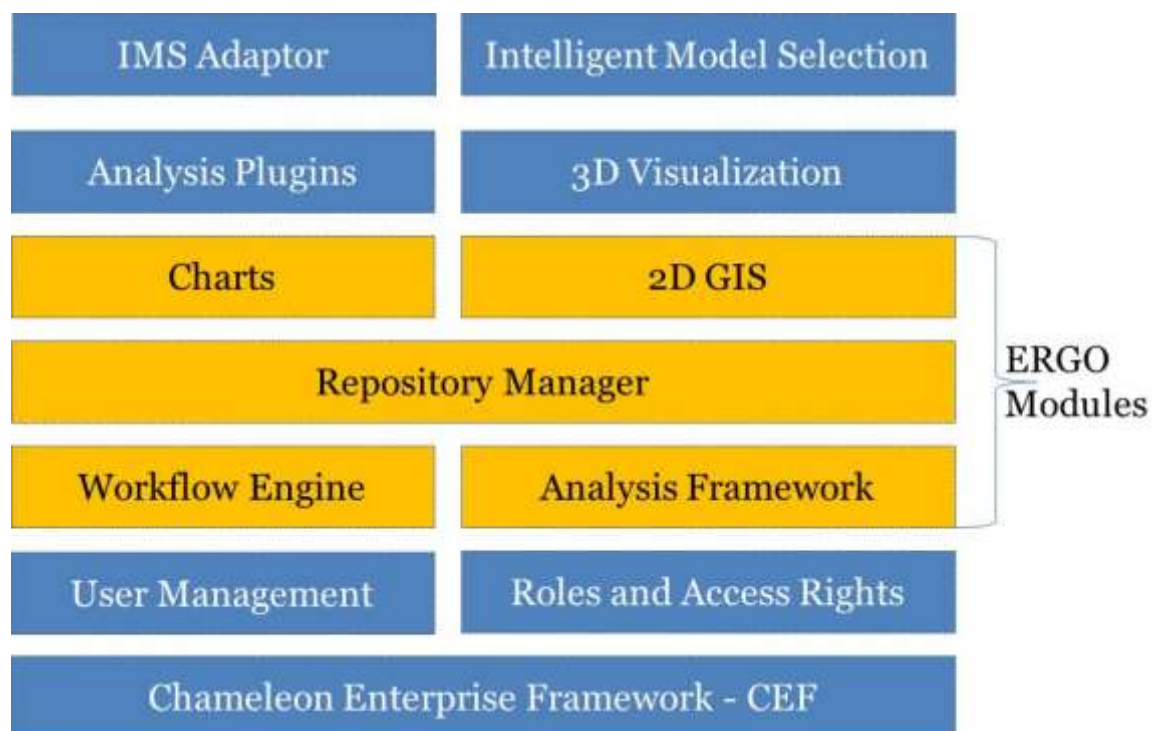 IMS Adaptor
Intelligent Model Selection
Analysis Plugins
3D Visualization
Charts
2D GIS
Repository Manager
ERGO
Modules
Workflow Engine
Analysis Framework
User Management
Roles and Access Rights
Chameleon Enterprise Framework - CEF